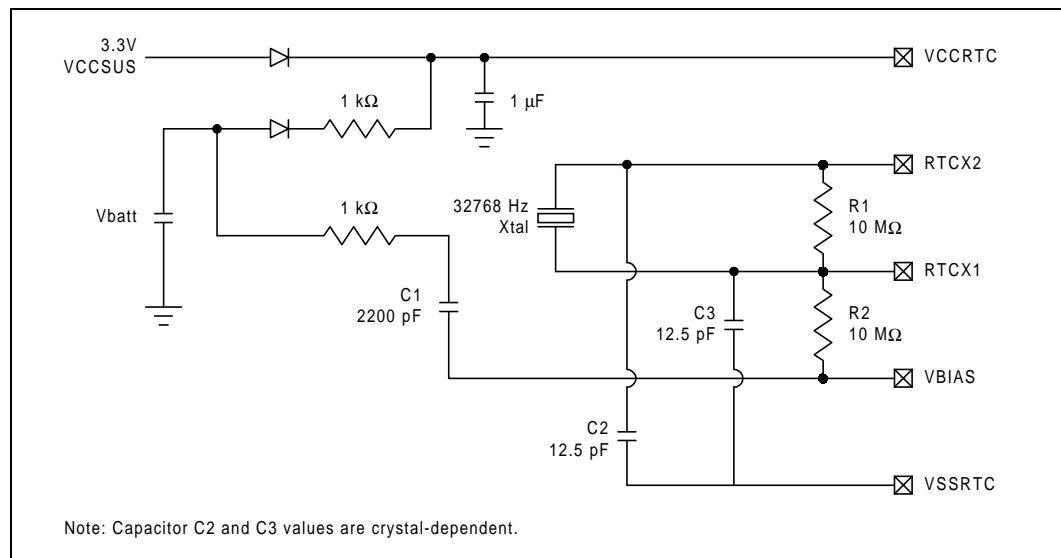 3.3V
VCCSUS
VCCRTC
1 kΩ
1 μF
RTCX2
Vbatt
1 kΩ
32768 Hz
Xtal
R1
10 MΩ
RTCX1
C1
2200 pF
C3
12.5 pF
R2
10 MΩ
VBIAS
C2
12.5 pF
VSSRTC
Note: Capacitor C2 and C3 values are crystal-dependent.